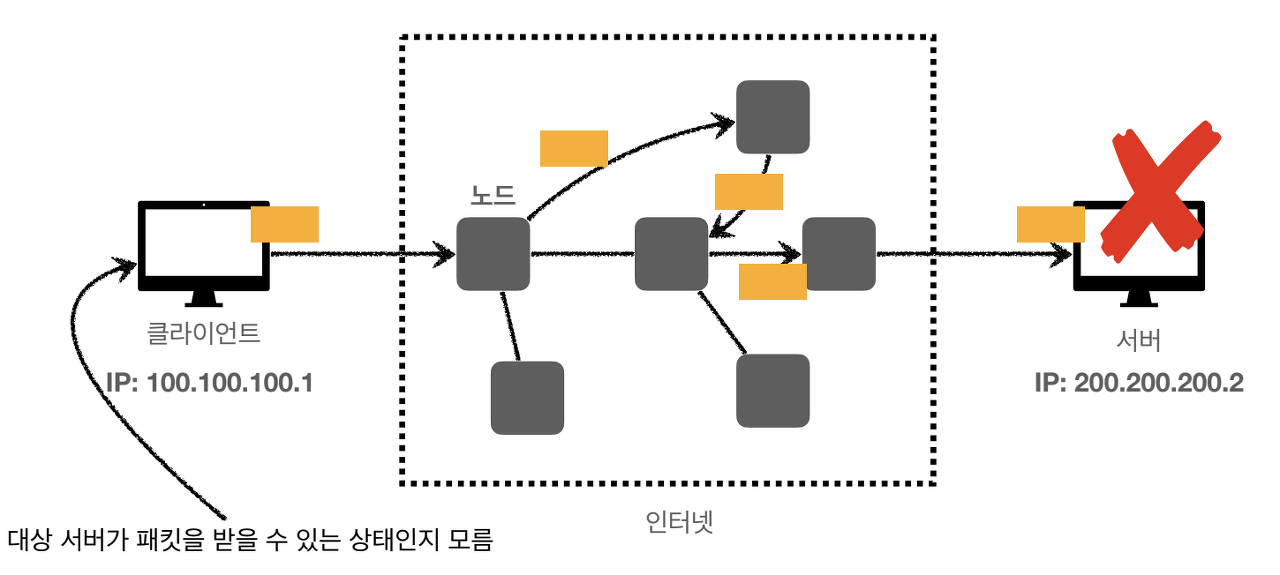 노드
클라이언트
IP: 100.100.100.1
서버
IP: 200.200.200.2
인터넷
대상 서버가 패킷을 받을 수 있는 상태인지 모름